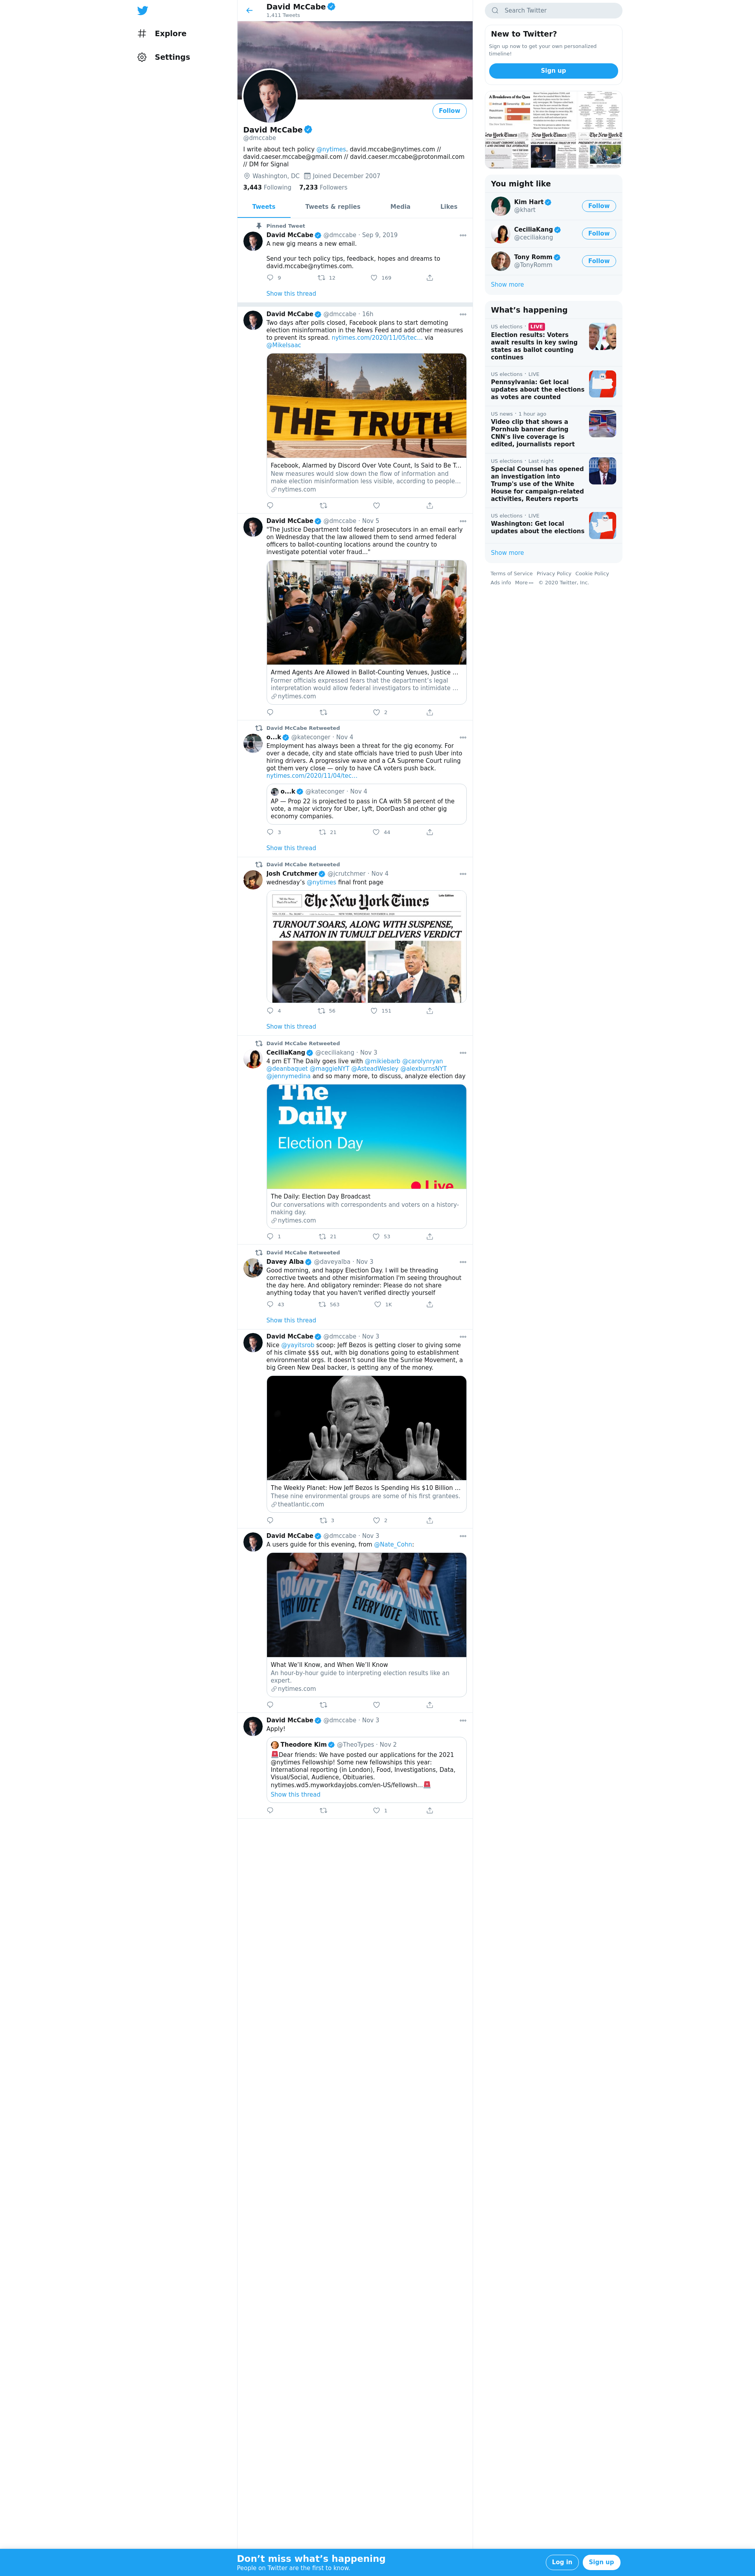 Explore
Settings
David McCabe
1,411 Tweets
Follow
David McCabe
@dmccabe
I write about tech policy @nytimes. david.mccabe@nytimes.com //
david.caeser.mccabe@gmail.com // david.caeser.mccabe@protonmail.com
// DM for Signal
Washington, DC Joined December 2007
3,443 Following 7,233 Followers
Tweets Tweets & replies Media Likes
Pinned Tweet
David McCabe @dmccabe · Sep 9, 2019
A new gig means a new email.
Send your tech policy tips, feedback, hopes and dreams to
david.mccabe@nytimes.com.
9 12 169
Show this thread
David McCabe @dmccabe · 16h
Two days after polls closed, Facebook plans to start demoting
election misinformation in the News Feed and add other measures
to prevent its spread. nytimes.com/2020/11/05/tec… via
@MikeIsaac
THE TRUTH
Facebook, Alarmed by Discord Over Vote Count, Is Said to Be T…
New measures would slow down the flow of information and
make election misinformation less visible, according to people…
nytimes.com
David McCabe @dmccabe · Nov 5
"The Justice Department told federal prosecutors in an email early
on Wednesday that the law allowed them to send armed federal
officers to ballot-counting locations around the country to
investigate potential voter fraud..."
Armed Agents Are Allowed in Ballot-Counting Venues, Justice …
Former officials expressed fears that the department's legal
interpretation would allow federal investigators to intimidate …
nytimes.com
2
David McCabe Retweeted
o...k @kateconger · Nov 4
Employment has always been a threat for the gig economy. For
over a decade, city and state officials have tried to push Uber into
hiring drivers. A progressive wave and a CA Supreme Court ruling
got them very close — only to have CA voters push back.
nytimes.com/2020/11/04/tec…
o...k @kateconger · Nov 4
AP — Prop 22 is projected to pass in CA with 58 percent of the
vote, a major victory for Uber, Lyft, DoorDash and other gig
economy companies.
3 21 44
Show this thread
David McCabe Retweeted
Josh Crutchmer @jcrutchmer · Nov 4
wednesday's @nytimes final front page
The New York Times
TURNOUT SOARS, ALONG WITH SUSPENSE,
AS NATION IN TUMULT DELIVERS VERDICT
4 56 151
Show this thread
David McCabe Retweeted
CeciliaKang @ceciliakang · Nov 3
4 pm ET The Daily goes live with @mikiebarb @carolynryan
@deanbaquet @maggieNYT @AsteadWesley @alexburnsNYT
@jennymedina and so many more, to discuss, analyze election day
The
Daily
Election Day
Live
The Daily: Election Day Broadcast
Our conversations with correspondents and voters on a history-
making day.
nytimes.com
1 21 53
David McCabe Retweeted
Davey Alba @daveyalba · Nov 3
Good morning, and happy Election Day. I will be threading
corrective tweets and other misinformation I'm seeing throughout
the day here. And obligatory reminder: Please do not share
anything today that you haven't verified directly yourself
43 563 1K
Show this thread
David McCabe @dmccabe · Nov 3
Nice @yayitsrob scoop: Jeff Bezos is getting closer to giving some
of his climate $$$ out, with big donations going to establishment
environmental orgs. It doesn't sound like the Sunrise Movement, a
big Green New Deal backer, is getting any of the money.
The Weekly Planet: How Jeff Bezos Is Spending His $10 Billion …
These nine environmental groups are some of his first grantees.
theatlantic.com
3 2
David McCabe @dmccabe · Nov 3
A users guide for this evening, from @Nate_Cohn:
COUNT EVERY VOTE
COUNT EVERY VOTE
What We'll Know, and When We'll Know
An hour-by-hour guide to interpreting election results like an
expert.
nytimes.com
David McCabe @dmccabe · Nov 3
Apply!
Theodore Kim @TheoTypes · Nov 2
🚨Dear friends: We have posted our applications for the 2021
@nytimes Fellowship! Some new fellowships this year:
International reporting (in London), Food, Investigations, Data,
Visual/Social, Audience, Obituaries.
nytimes.wd5.myworkdayjobs.com/en-US/fellowsh…🚨
Show this thread
1
Search Twitter
New to Twitter?
Sign up now to get your own personalized
timeline!
Sign up
You might like
Kim Hart
@khart
Follow
CeciliaKang
@ceciliakang
Follow
Tony Romm
@TonyRomm
Follow
Show more
What's happening
US elections · LIVE
Election results: Voters
await results in key swing
states as ballot counting
continues
US elections · LIVE
Pennsylvania: Get local
updates about the elections
as votes are counted
US news · 1 hour ago
Video clip that shows a
Pornhub banner during
CNN's live coverage is
edited, journalists report
US elections · Last night
Special Counsel has opened
an investigation into
Trump's use of the White
House for campaign-related
activities, Reuters reports
US elections · LIVE
Washington: Get local
updates about the elections
Show more
Terms of Service Privacy Policy Cookie Policy
Ads info More © 2020 Twitter, Inc.
Don't miss what's happening
People on Twitter are the first to know.
Log in Sign up